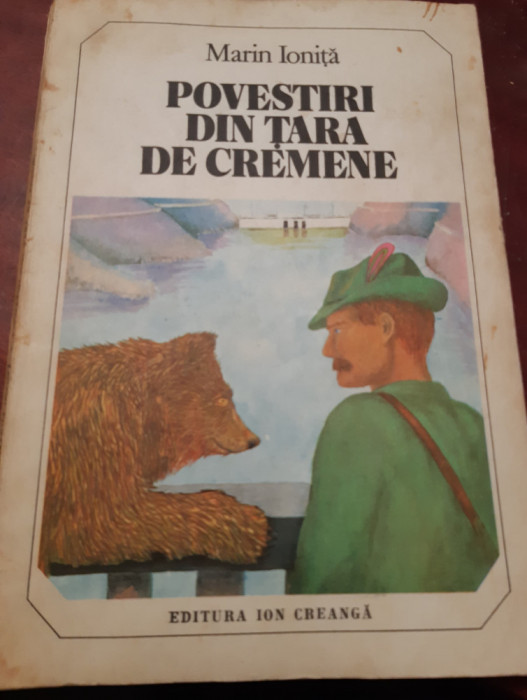 Marin Ioniță
POVESTIRI
DIN ȚARA
DE CREMENE
EDITURA ION CREANGĂ